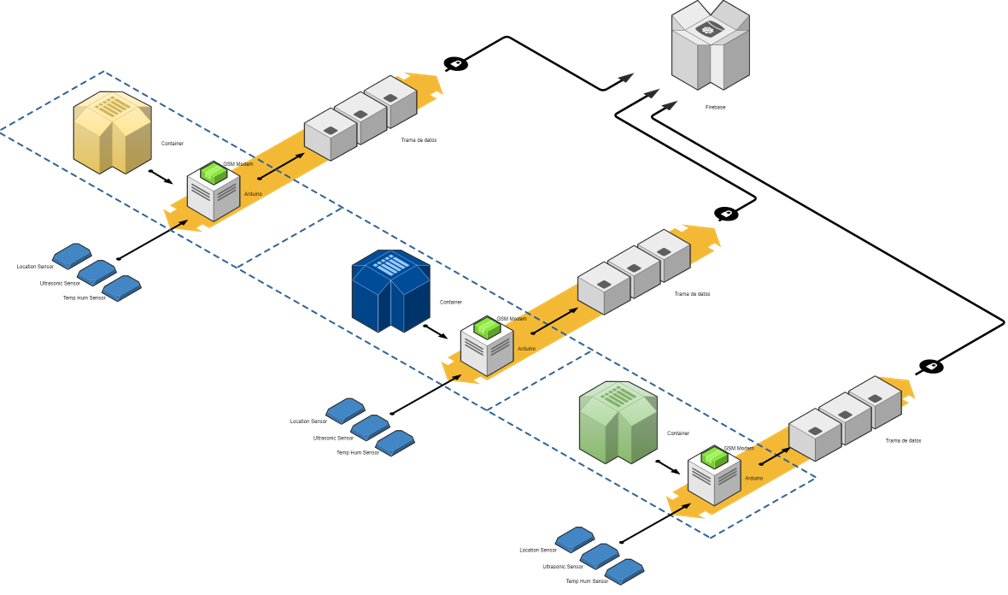 Firebase
Container
GSM Modem
Arduino
Trama de datos
Location Sensor
Ultrasonic Sensor
Temp Hum Sensor
Container
GSM Modem
Arduino
Trama de datos
Location Sensor
Ultrasonic Sensor
Temp Hum Sensor
Container
GSM Modem
Arduino
Trama de datos
Location Sensor
Ultrasonic Sensor
Temp Hum Sensor